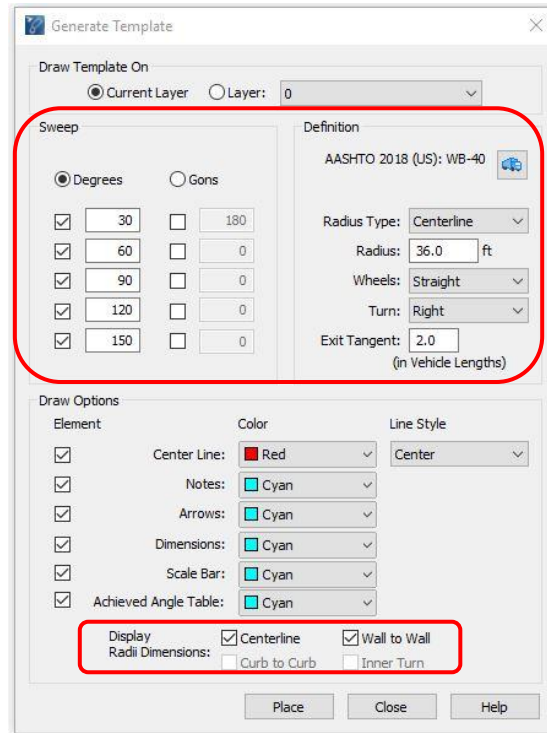 Generate Template
Draw Template On
Current Layer Layer: 0
Sweep Definition
AASHTO 2018 (US): WB-40
Degrees Gons
30 180 Radius Type: Centerline
60 0 Radius: 36.0 ft
90 0 Wheels: Straight
120 0 Turn: Right
150 0 Exit Tangent: 2.0
(in Vehicle Lengths)
Draw Options
Element Color Line Style
Center Line: Red Center
Notes: Cyan
Arrows: Cyan
Dimensions: Cyan
Scale Bar: Cyan
Achieved Angle Table: Cyan
Display Centerline Wall to Wall
Radii Dimensions: Curb to Curb Inner Turn
Place Close Help